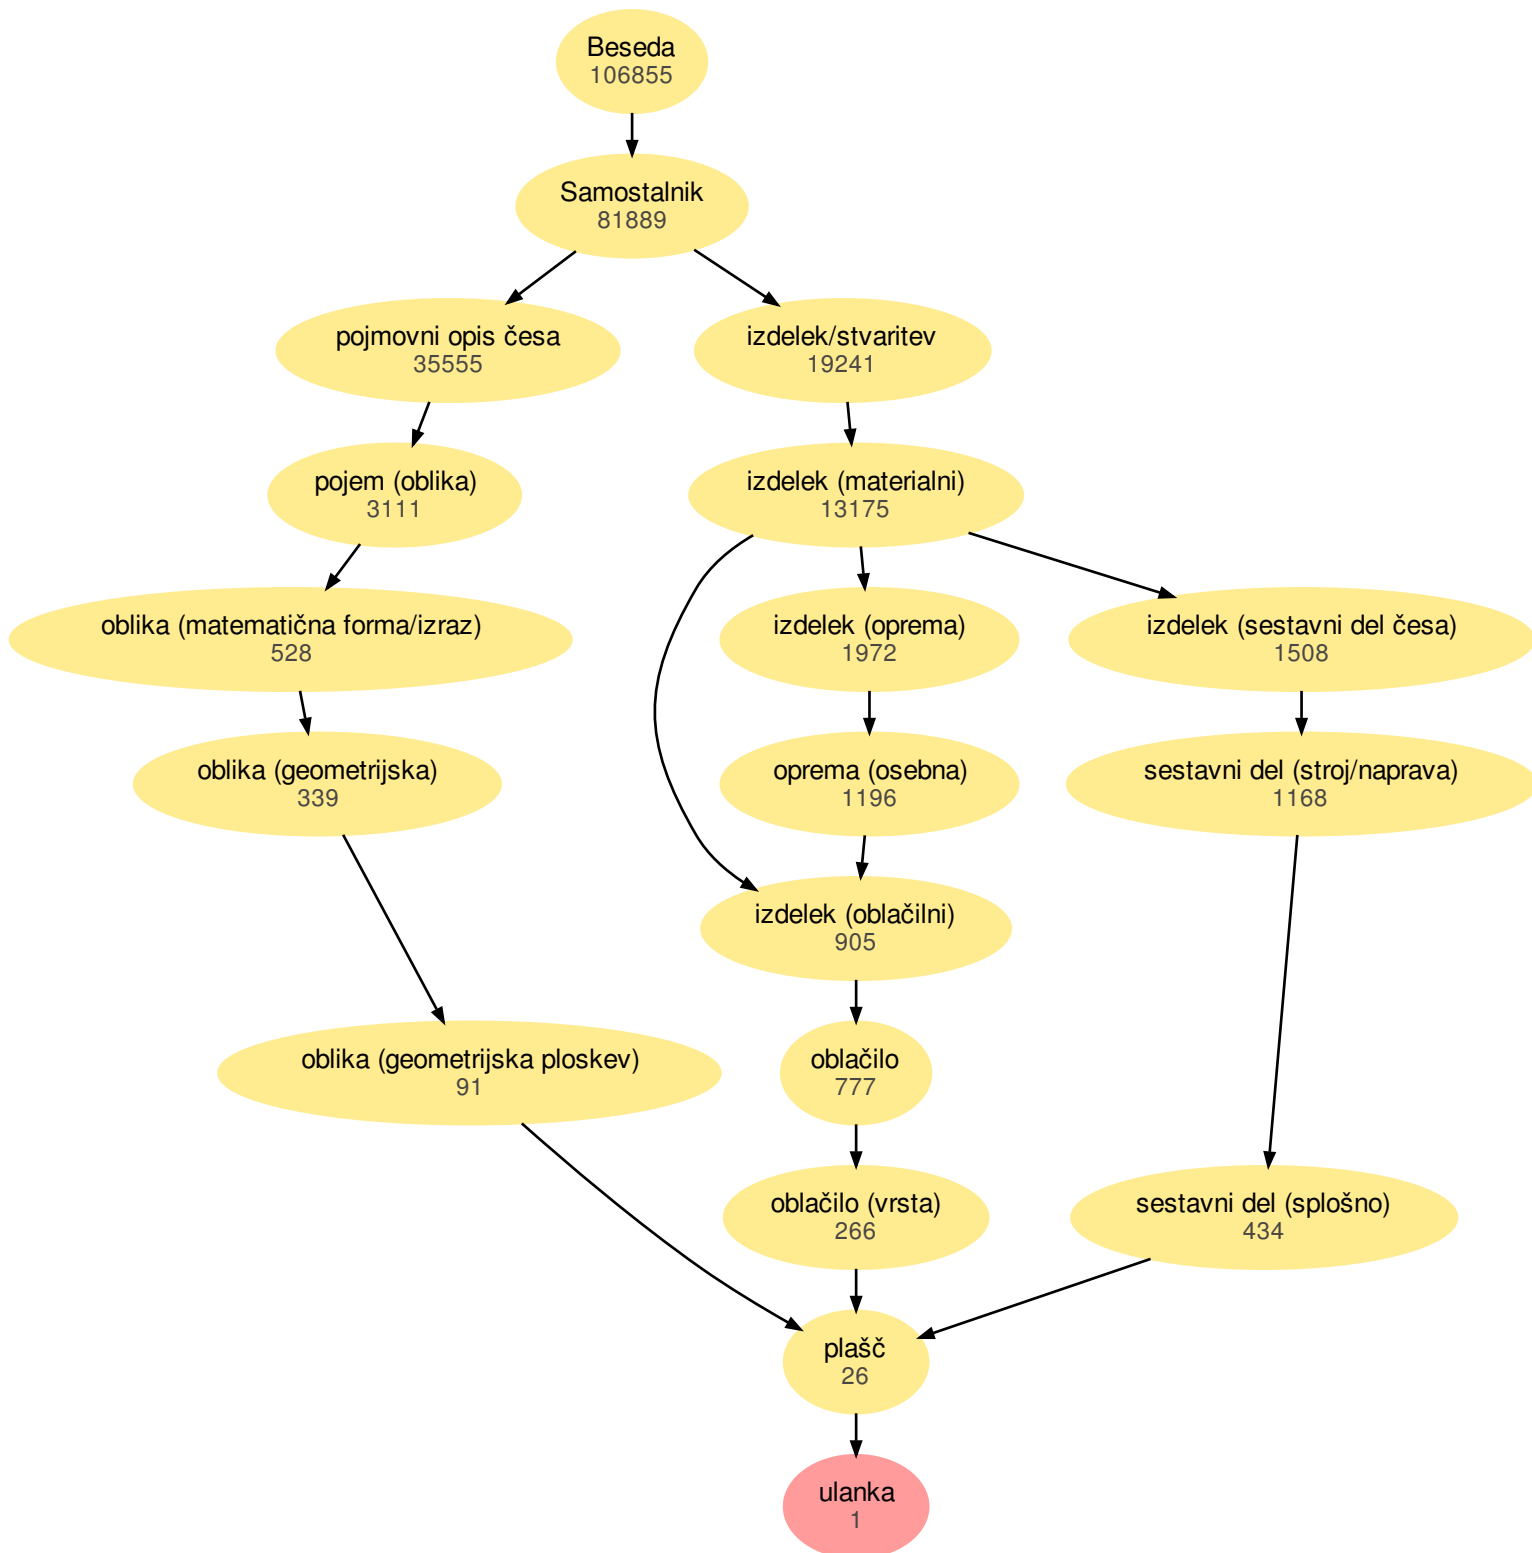 Beseda
106855
Samostalnik
81889
pojmovni opis česa
35555
izdelek/stvaritev
19241
pojem (oblika)
3111
izdelek (materialni)
13175
oblika (matematična forma/izraz)
528
izdelek (oprema)
1972
izdelek (sestavni del česa)
1508
oblika (geometrijska)
339
oprema (osebna)
1196
sestavni del (stroj/naprava)
1168
izdelek (oblačilni)
905
oblika (geometrijska ploskev)
91
oblačilo
777
oblačilo (vrsta)
266
sestavni del (splošno)
434
plašč
26
ulanka
1